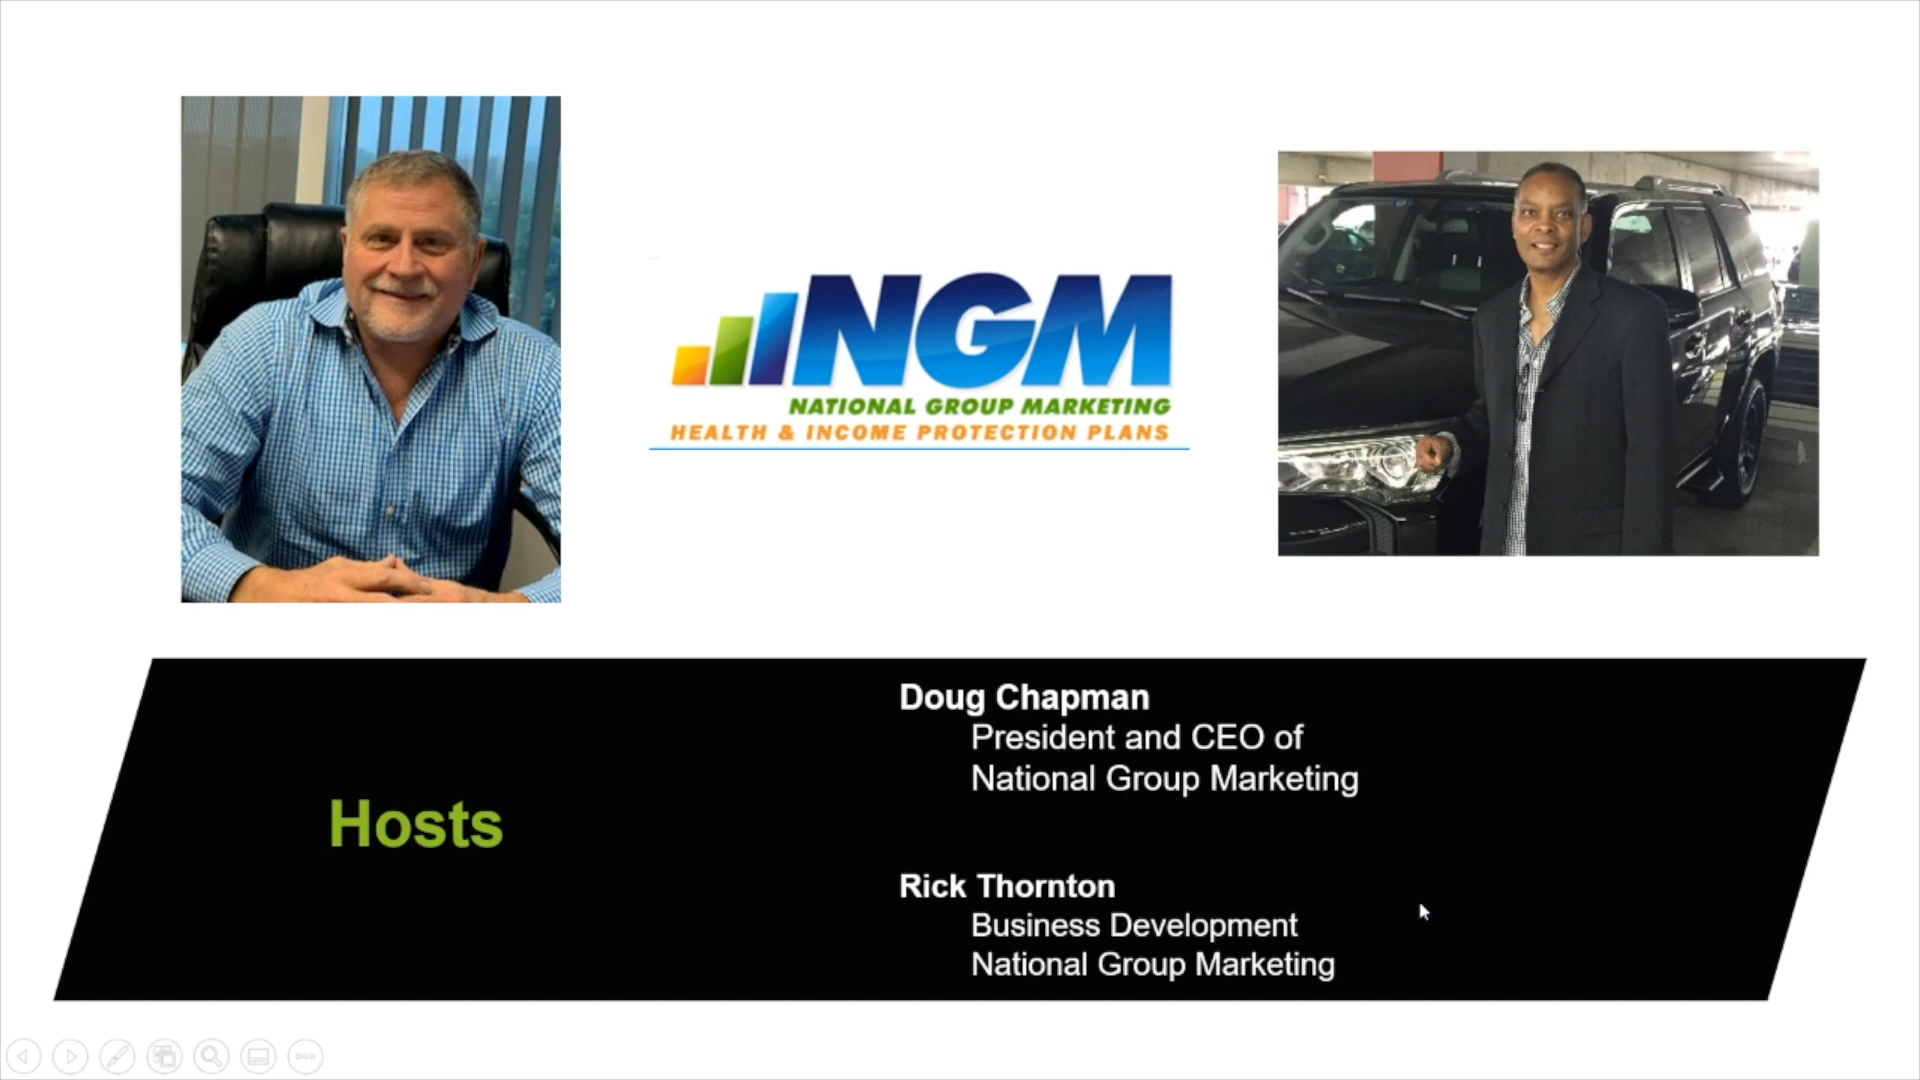 NGM
NATIONAL GROUP MARKETING
HEALTH & INCOME PROTECTION PLANS
Hosts
Doug Chapman
President and CEO of
National Group Marketing
Rick Thornton
Business Development
National Group Marketing